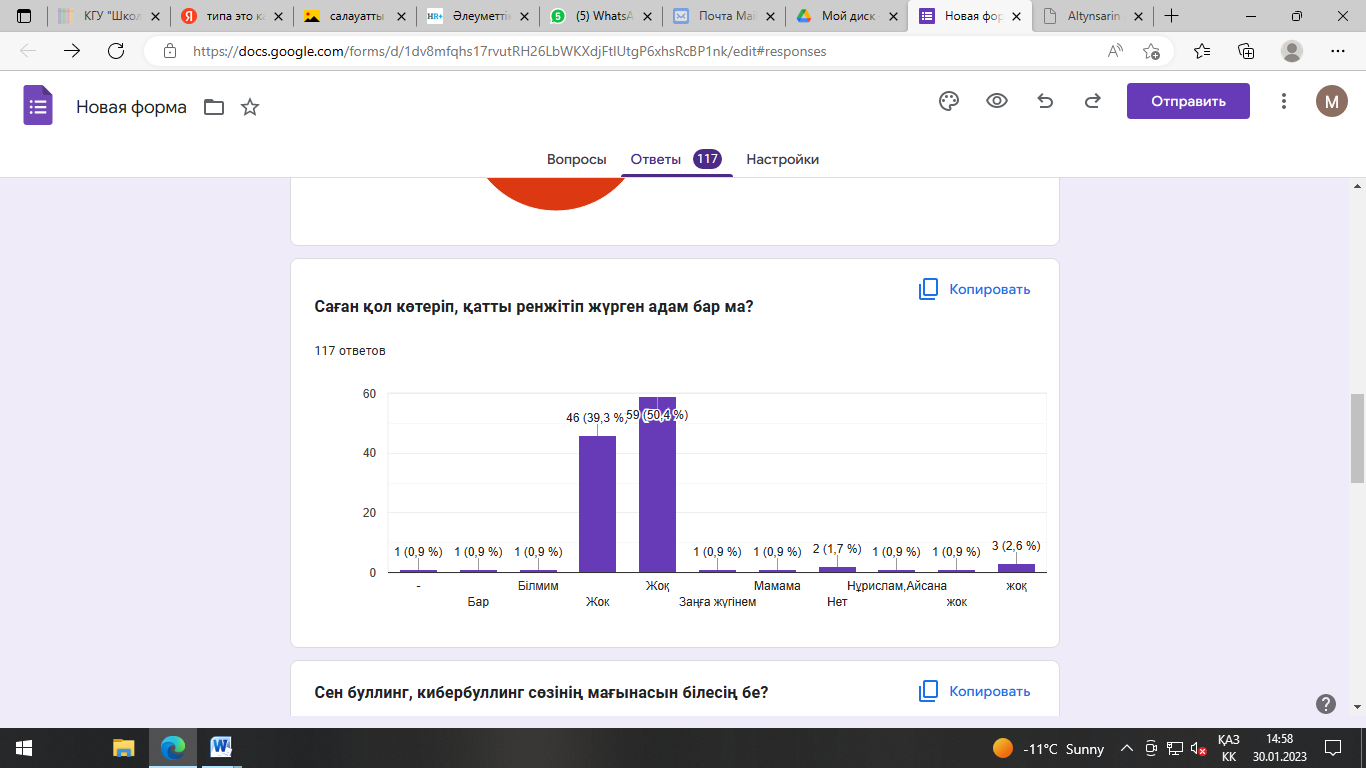 КГУ "Школ
типа это ка
салауатты
HR+ Әлеуметті
5 (5) WhatsA
Почта Mai
Мой диск
Новая фор
Altynsarin
https://docs.google.com/forms/d/1dv8mfqhs17rvutRH26LbWKXdjFtlUtgP6xhsRcBP1nk/edit#responses
Новая форма
Отправить
M
Вопросы Ответы 117 Настройки
Копировать
Саған қол көтеріп, қатты ренжітіп жүрген адам бар ма?
117 ответов
60
46 (39,3 %)
59 (50,4 %)
40
20
1 (0,9 %) 1 (0,9 %) 1 (0,9 %) 1 (0,9 %) 1 (0,9 %) 2 (1,7 %) 1 (0,9 %) 1 (0,9 %) 3 (2,6 %)
0
- Білмим Жоқ Мамама Нұрислам,Айсана жоқ
Бар Жок Заңға жүгінем Нет жок
Копировать
Сен буллинг, кибербуллинг сөзінің мағынасын білесің бе?
-11°C Sunny
ҚАЗ
КК
14:58
30.01.2023